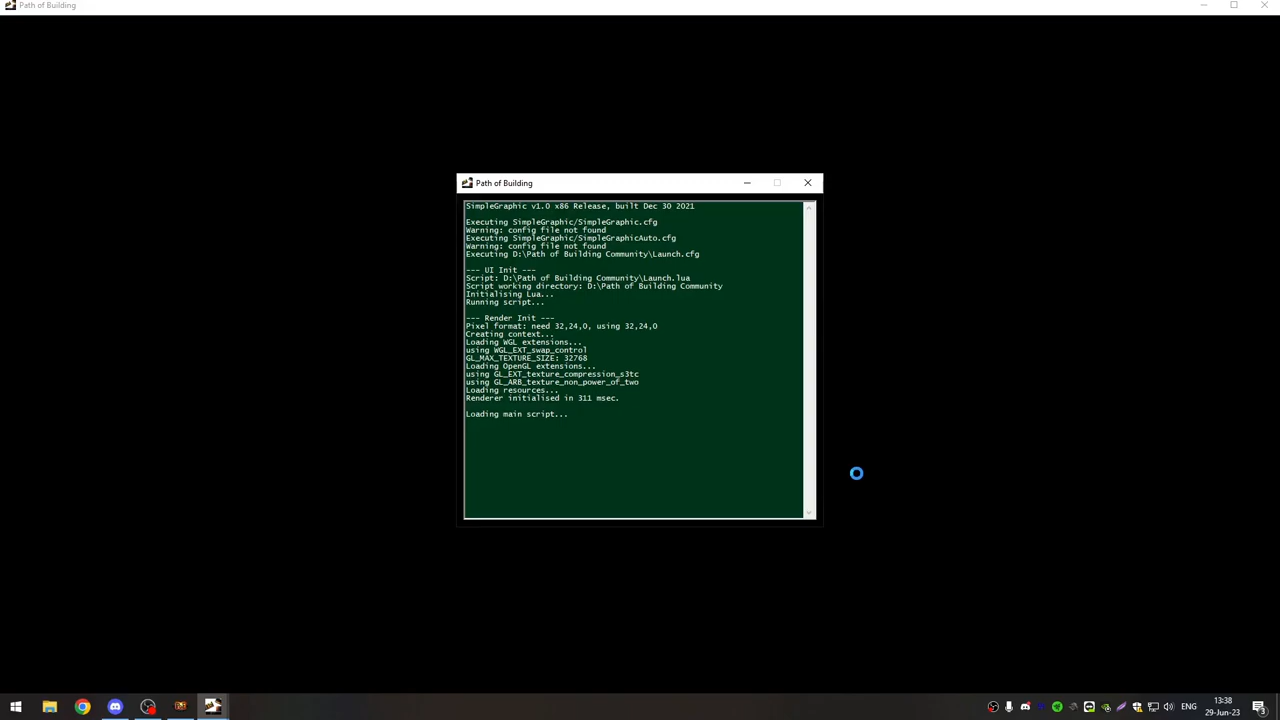 Path of Building
Path of Building
SimpleGraphic v1.0 x86 Release, built Dec 30 2021
Executing SimpleGraphic/SimpleGraphic.cfg
Warning: config file not found
Executing SimpleGraphic/SimpleGraphicAuto.cfg
Warning: config file not found
Executing D:\Path of Building Community\Launch.cfg
--- UI Init ---
Script: D:\Path of Building Community\Launch.lua
Script working directory: D:\Path of Building Community
Initialising Lua...
Running script...
--- Render Init ---
Pixel format: need 32,24,0, using 32,24,0
Creating context...
Loading WGL extensions...
using WGL_EXT_swap_control
GL_MAX_TEXTURE_SIZE: 32768
Loading OpenGL extensions...
using GL_EXT_texture_compression_s3tc
using GL_ARB_texture_non_power_of_two
Loading resources...
Renderer initialised in 311 msec.
Loading main script...
ENG
13:38
29-Jun-23